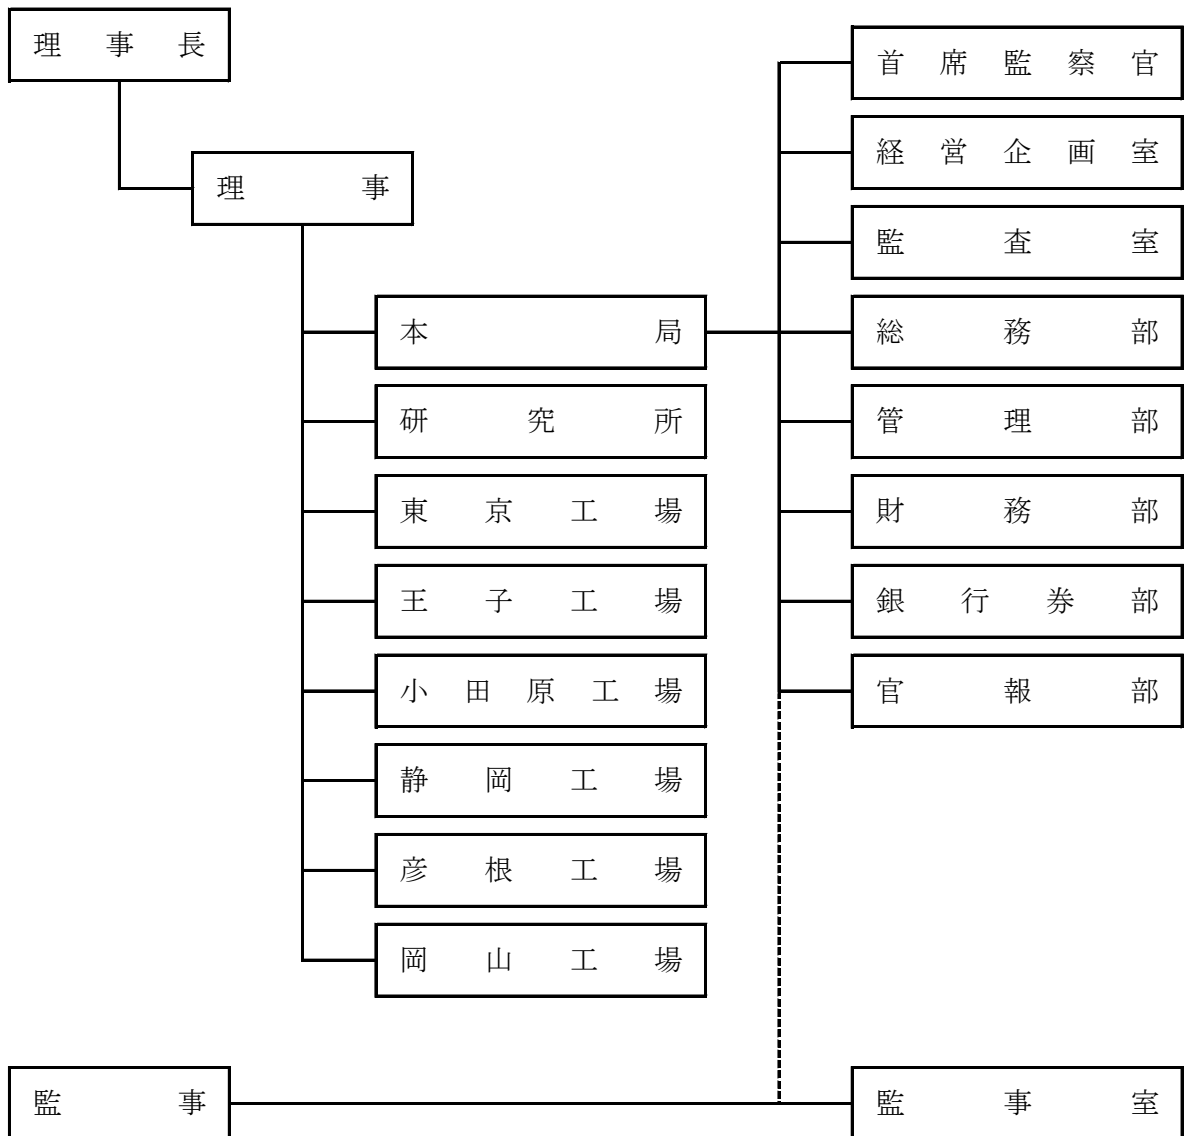 理事長
理事
本局
研究所
東京工場
王子工場
小田原工場
静岡工場
彦根工場
岡山工場
首席監察官
経営企画室
監査室
総務部
管理部
財務部
銀行券部
官報部
監事
監事室